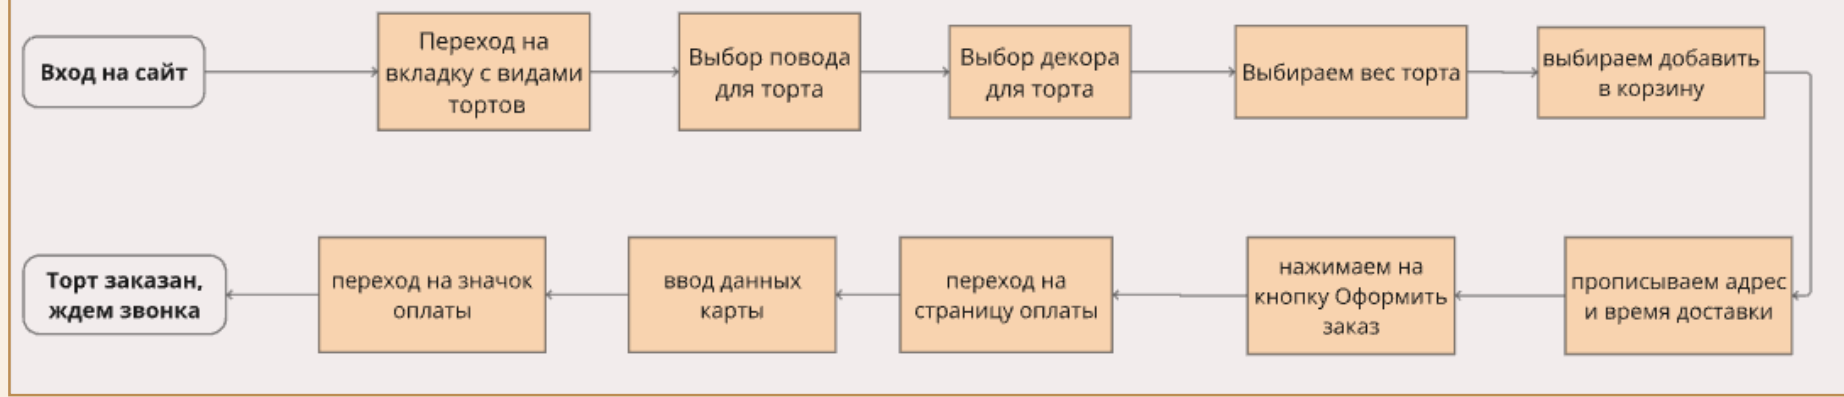 Вход на сайт
Переход на
вкладку с видами
тортов
Выбор повода
для торта
Выбор декора
для торта
Выбираем вес торта
выбираем добавить
в корзину
прописываем адрес
и время доставки
нажимаем на
кнопку Оформить
заказ
переход на
страницу оплаты
ввод данных
карты
переход на значок
оплаты
Торт заказан,
ждем звонка